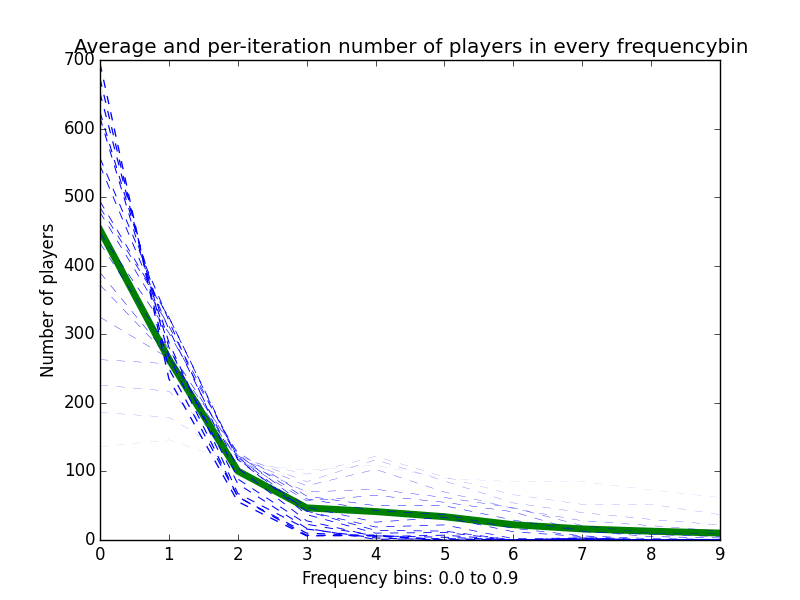 Average and per-iteration number of players in every frequencybin
700
600
500
400
300
200
100
0
Number of players
0 1 2 3 4 5 6 7 8 9
Frequency bins: 0.0 to 0.9